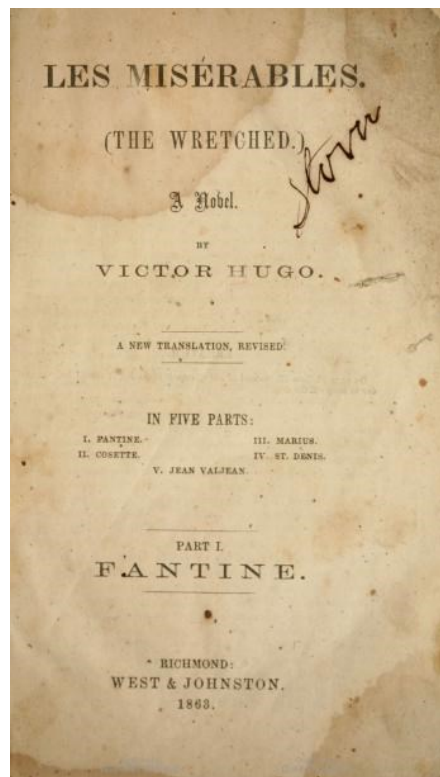 LES MISÉRABLES.
(THE WRETCHED.)
A Novel.
BY
VICTOR HUGO.
A NEW TRANSLATION, REVISED.
IN FIVE PARTS:
I. FANTINE. III. MARIUS.
II. COSETTE. IV. ST. DENIS.
V. JEAN VALJEAN.
PART I.
FANTINE.
RICHMOND:
WEST & JOHNSTON.
1863.